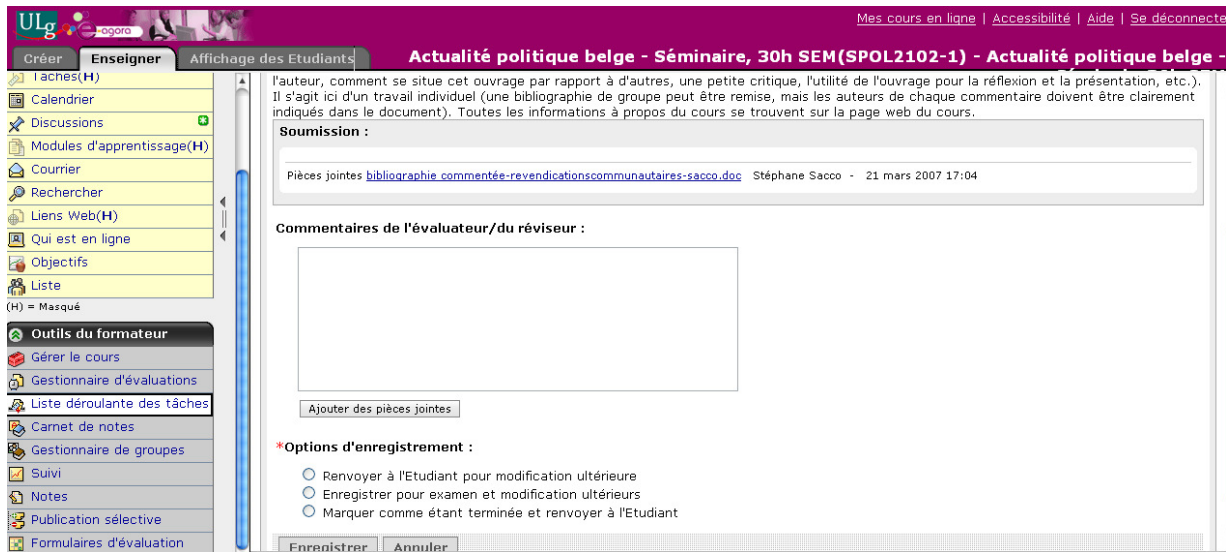 ULg e-agora
Mes cours en ligne | Accessibilité | Aide | Se déconnecte
Créer Enseigner Affichage des Etudiants Actualité politique belge - Séminaire, 30h SEM(SPOL2102-1) - Actualité politique belge -
Tâches(H)
Calendrier
Discussions
Modules d'apprentissage(H)
Courrier
Rechercher
Liens Web(H)
Qui est en ligne
Objectifs
Liste
(H) = Masqué
Outils du formateur
Gérer le cours
Gestionnaire d'évaluations
Liste déroulante des tâches
Carnet de notes
Gestionnaire de groupes
Suivi
Notes
Publication sélective
Formulaires d'évaluation
l'auteur, comment se situe cet ouvrage par rapport à d'autres, une petite critique, l'utilité de l'ouvrage pour la réflexion et la présentation, etc.).
Il s'agit ici d'un travail individuel (une bibliographie de groupe peut être remise, mais les auteurs de chaque commentaire doivent être clairement
indiqués dans le document). Toutes les informations à propos du cours se trouvent sur la page web du cours.
Soumission :
Pièces jointes bibliographie commentée-revendicationscommunautaires-sacco.doc Stéphane Sacco - 21 mars 2007 17:04
Commentaires de l'évaluateur/du réviseur :
Ajouter des pièces jointes
*Options d'enregistrement :
Renvoyer à l'Etudiant pour modification ultérieure
Enregistrer pour examen et modification ultérieurs
Marquer comme étant terminée et renvoyer à l'Etudiant
Enregistrer Annuler